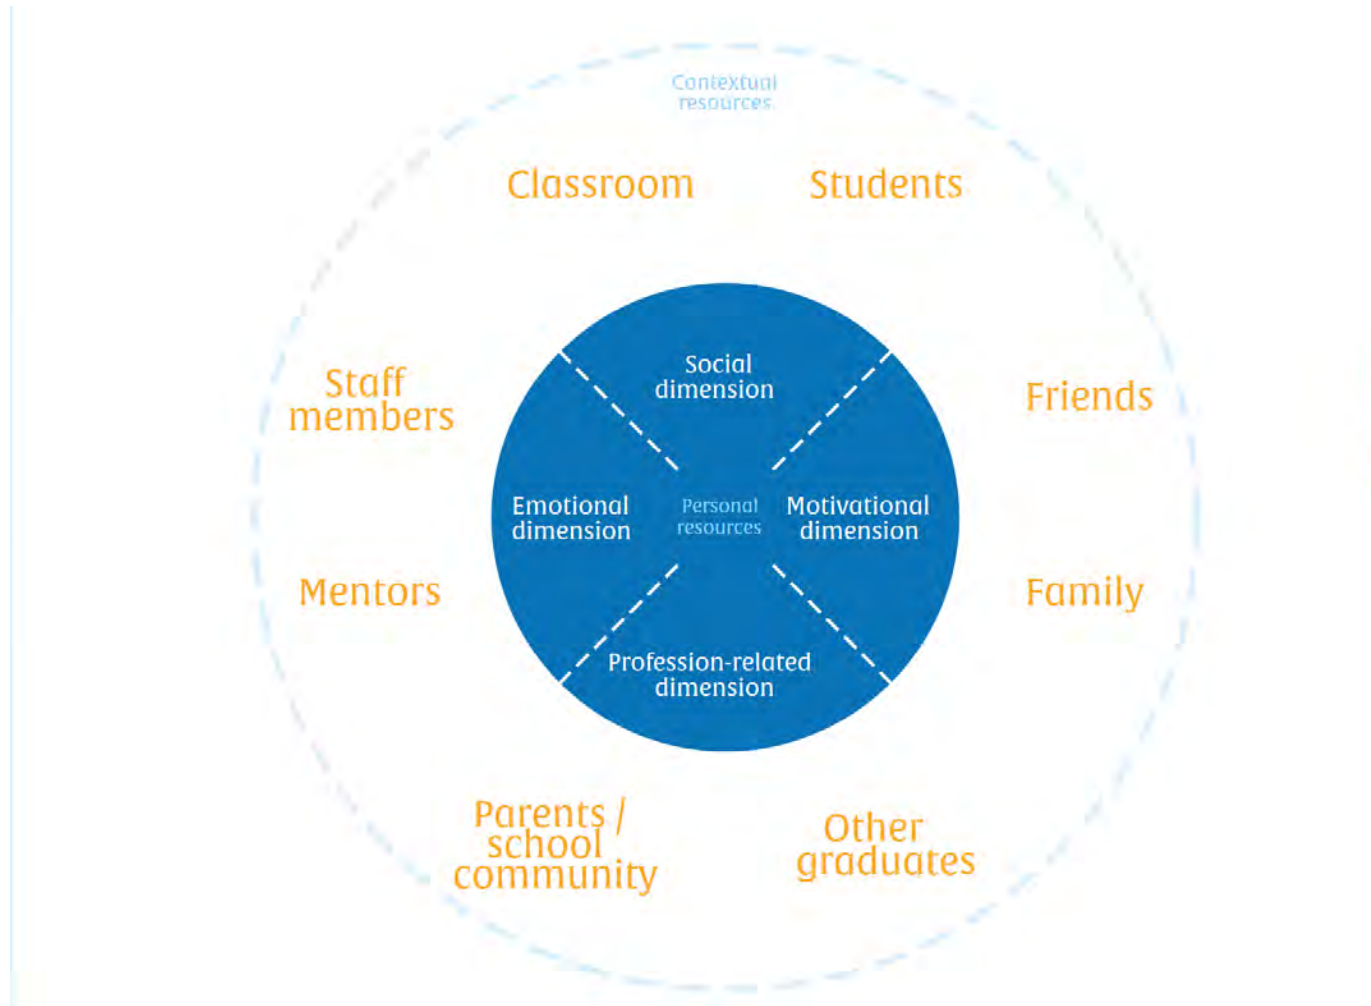 Contextual
resources
Classroom
Students
Staff
members
Friends
Social
dimension
Emotional
dimension
Personal
resources
Motivational
dimension
Mentors
Family
Profession-related
dimension
Parents /
school
community
Other
graduates